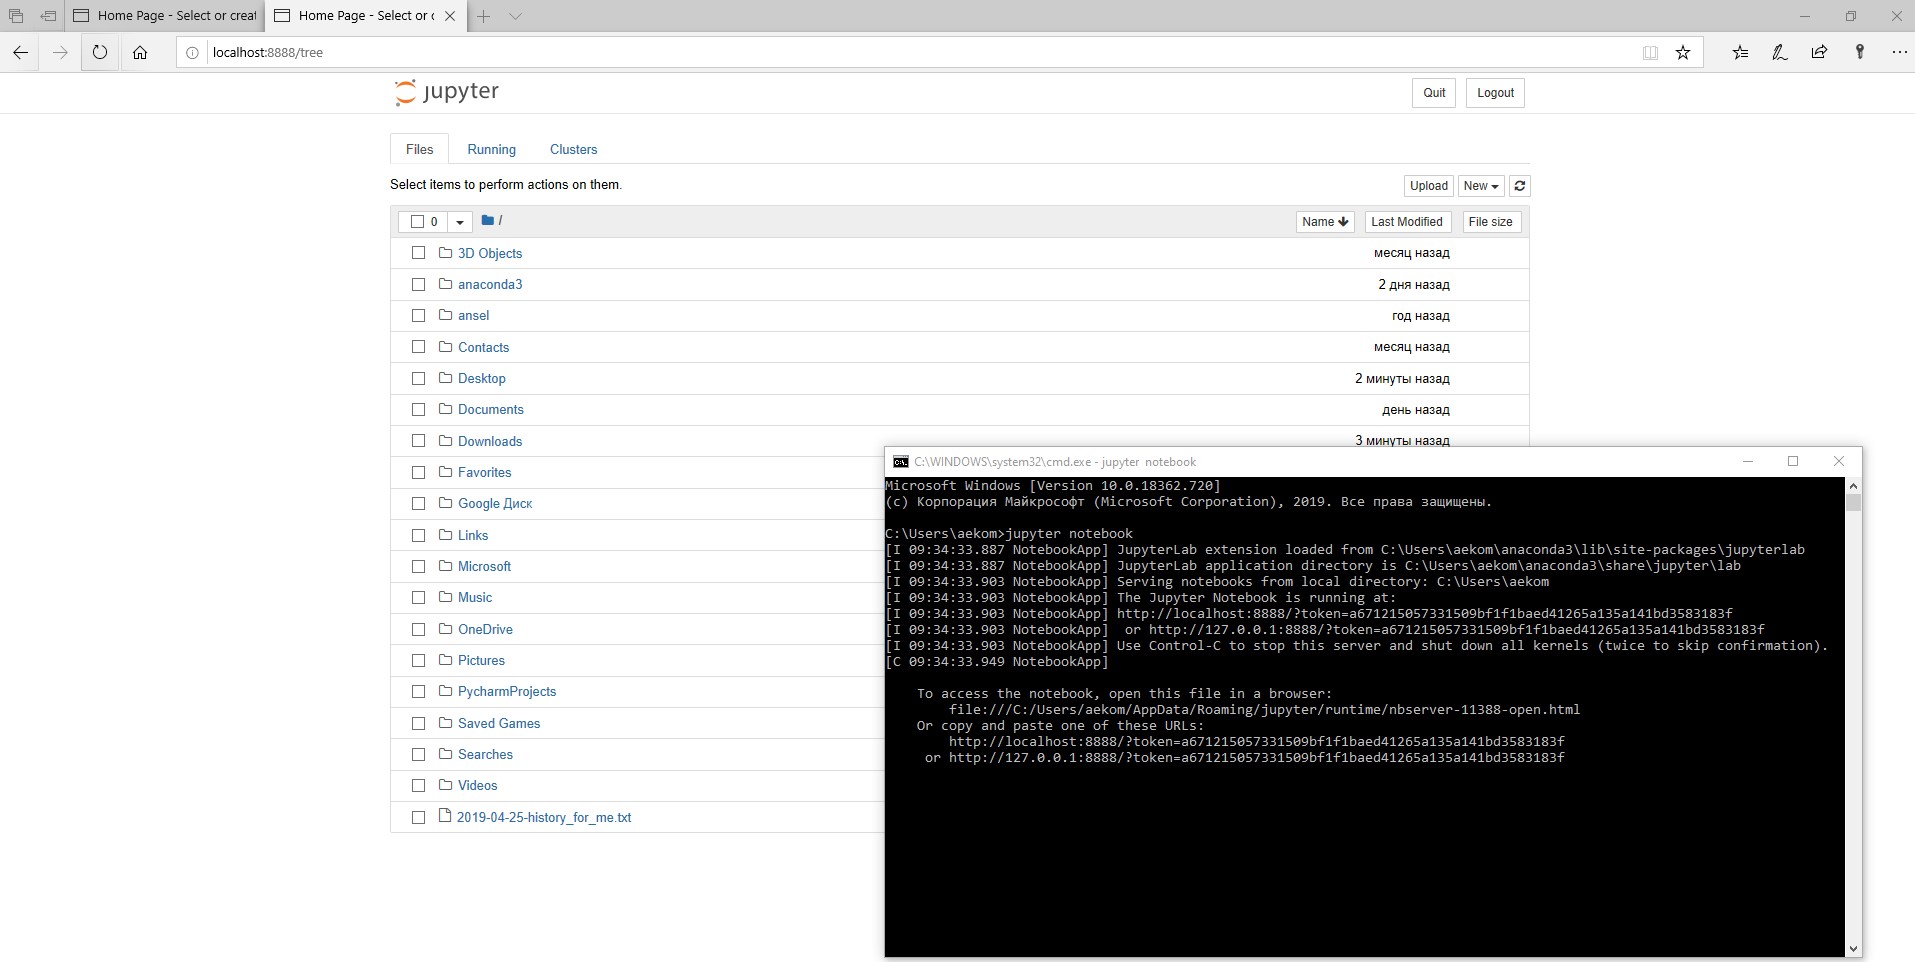 Home Page - Select or creat
Home Page - Select or c
localhost:8888/tree
jupyter
Quit
Logout
Files
Running
Clusters
Select items to perform actions on them.
Upload
New
0
/
Name
Last Modified
File size
3D Objects
месяц назад
anaconda3
2 дня назад
ansel
год назад
Contacts
месяц назад
Desktop
2 минуты назад
Documents
день назад
Downloads
3 минуты назад
Favorites
Google Диск
Links
Microsoft
Music
OneDrive
Pictures
PycharmProjects
Saved Games
Searches
Videos
2019-04-25-history_for_me.txt
C:\WINDOWS\system32\cmd.exe - jupyter notebook
Microsoft Windows [Version 10.0.18362.720]
(c) Корпорация Майкрософт (Microsoft Corporation), 2019. Все права защищены.
C:\Users\aekom>jupyter notebook
[I 09:34:33.887 NotebookApp] JupyterLab extension loaded from C:\Users\aekom\anaconda3\lib\site-packages\jupyterlab
[I 09:34:33.887 NotebookApp] JupyterLab application directory is C:\Users\aekom\anaconda3\share\jupyter\lab
[I 09:34:33.903 NotebookApp] Serving notebooks from local directory: C:\Users\aekom
[I 09:34:33.903 NotebookApp] The Jupyter Notebook is running at:
[I 09:34:33.903 NotebookApp] http://localhost:8888/?token=a671215057331509bf1f1baed41265a135a141bd3583183f
[I 09:34:33.903 NotebookApp]  or http://127.0.0.1:8888/?token=a671215057331509bf1f1baed41265a135a141bd3583183f
[I 09:34:33.903 NotebookApp] Use Control-C to stop this server and shut down all kernels (twice to skip confirmation).
[C 09:34:33.949 NotebookApp]
To access the notebook, open this file in a browser:
file:///C:/Users/aekom/AppData/Roaming/jupyter/runtime/nbserver-11388-open.html
Or copy and paste one of these URLs:
http://localhost:8888/?token=a671215057331509bf1f1baed41265a135a141bd3583183f
or http://127.0.0.1:8888/?token=a671215057331509bf1f1baed41265a135a141bd3583183f